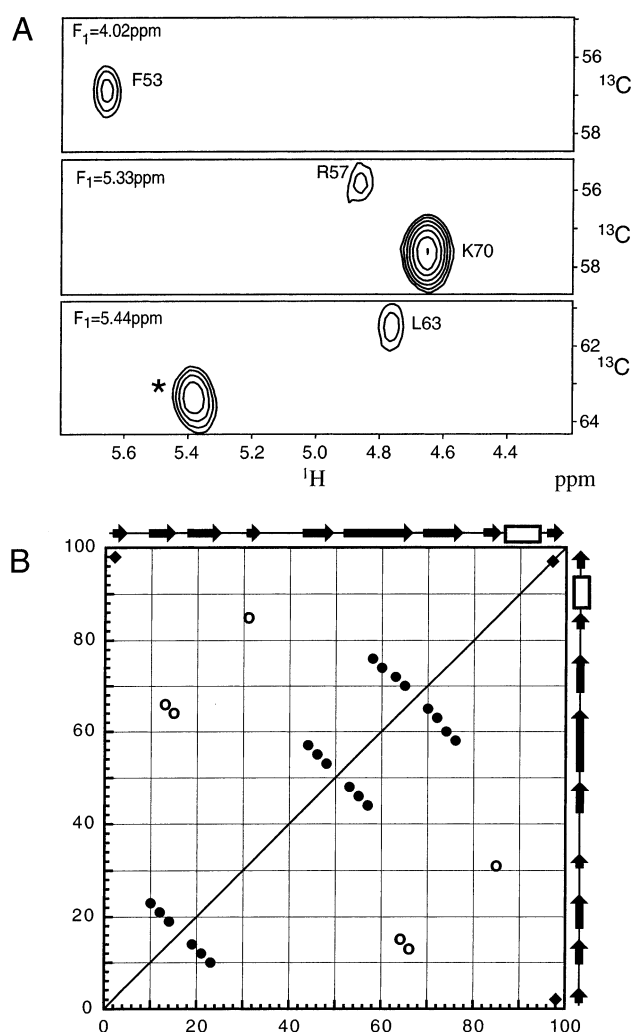 A
F1=4.02ppm
F53
56
13C
58
F1=5.33ppm
R57
56
13C
K70
58
F1=5.44ppm
L63
62
13C
*
64
5.6 5.4 5.2 5.0 4.8 4.6 4.4
1H ppm
B
100
80
60
40
20
0
0 20 40 60 80 100